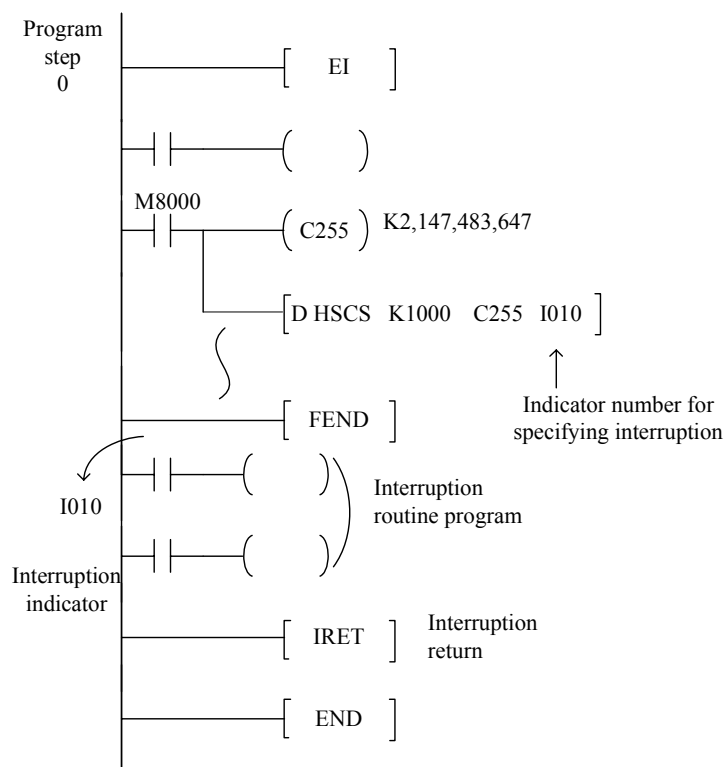 Program
step
0
EI
M8000
C255 K2,147,483,647
D HSCS K1000 C255 I010
Indicator number for
specifying interruption
FEND
I010
Interruption
routine program
Interruption
indicator
IRET
Interruption
return
END